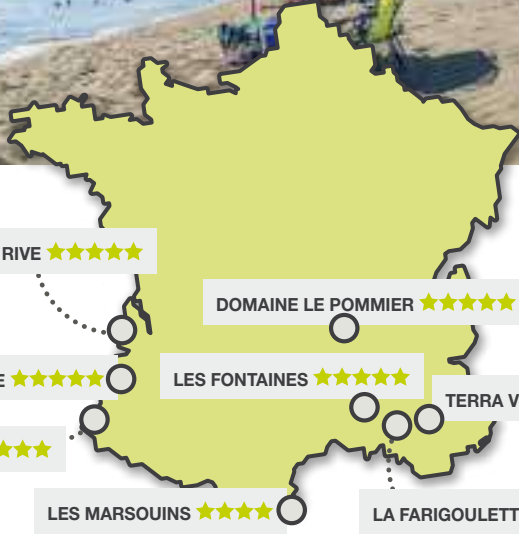 RIVE ★★★★★
DOMAINE LE POMMIER ★★★★★
LES FONTAINES ★★★★★
E ★★★★★
TERRA V
★★★
LES MARSOUINS ★★★★
LA FARIGOULETT